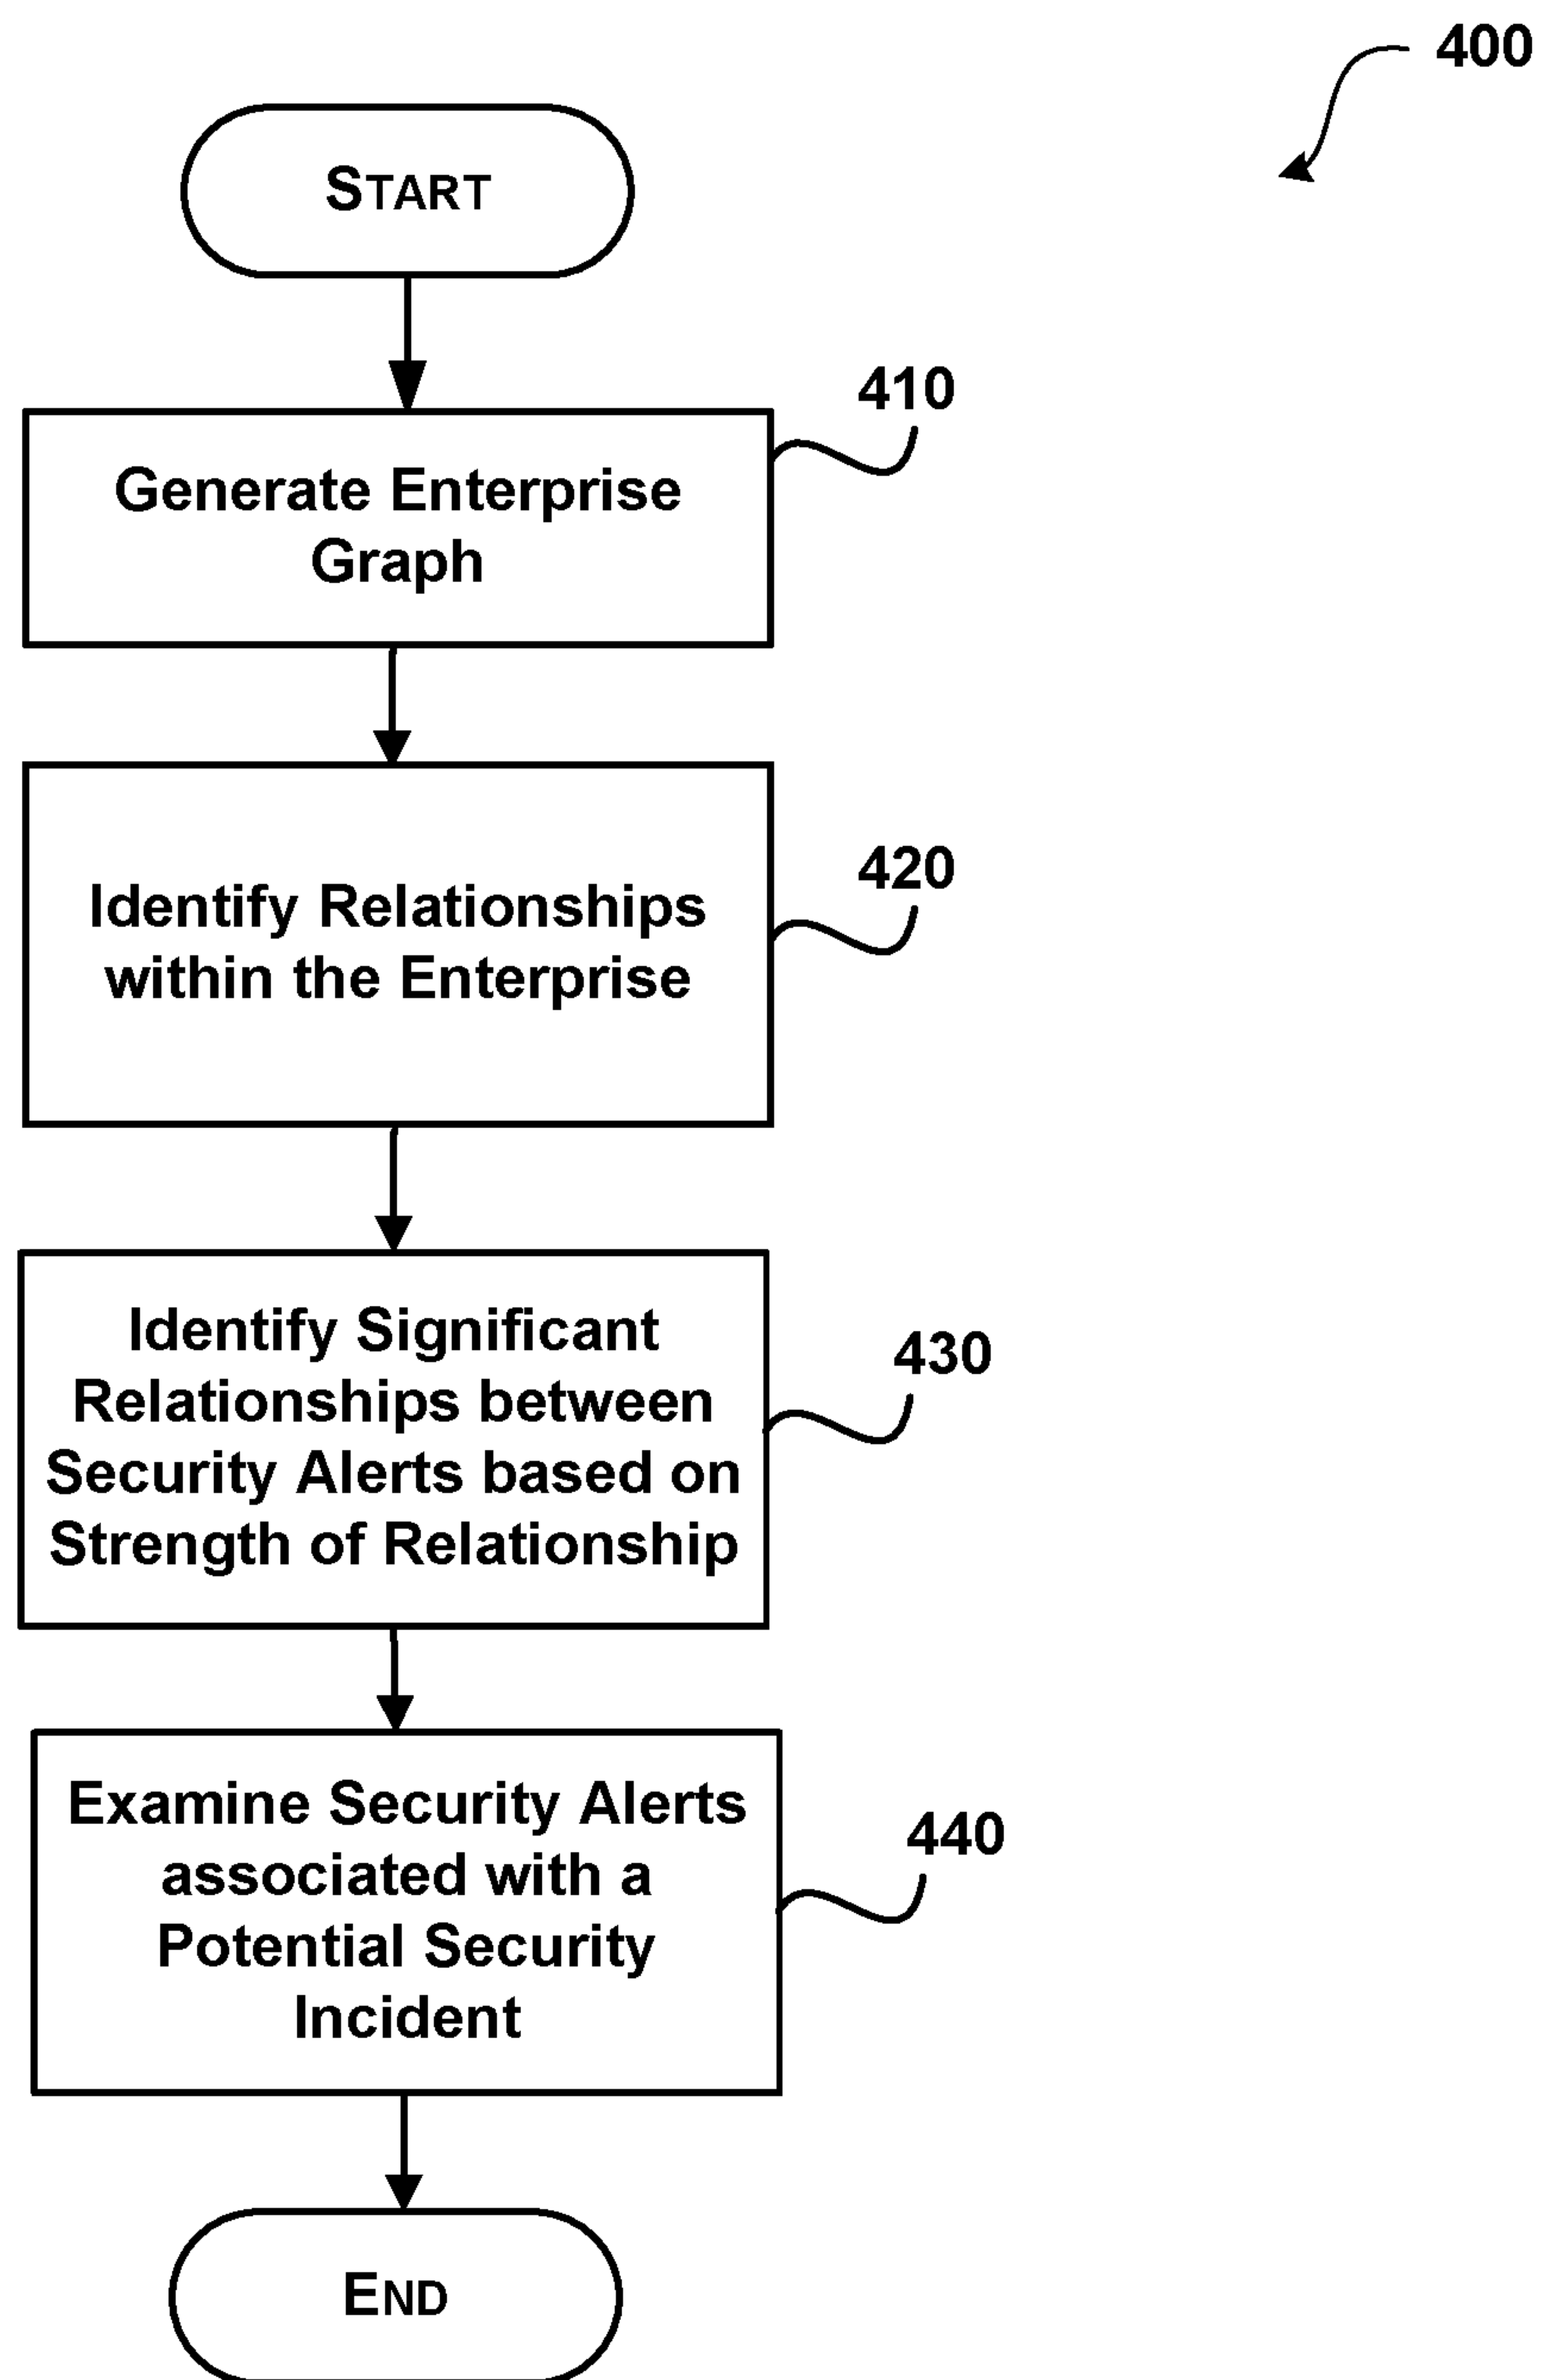 400
START
410
Generate Enterprise
Graph
420
Identify Relationships
within the Enterprise
430
Identify Significant
Relationships between
Security Alerts based on
Strength of Relationship
440
Examine Security Alerts
associated with a
Potential Security
Incident
END